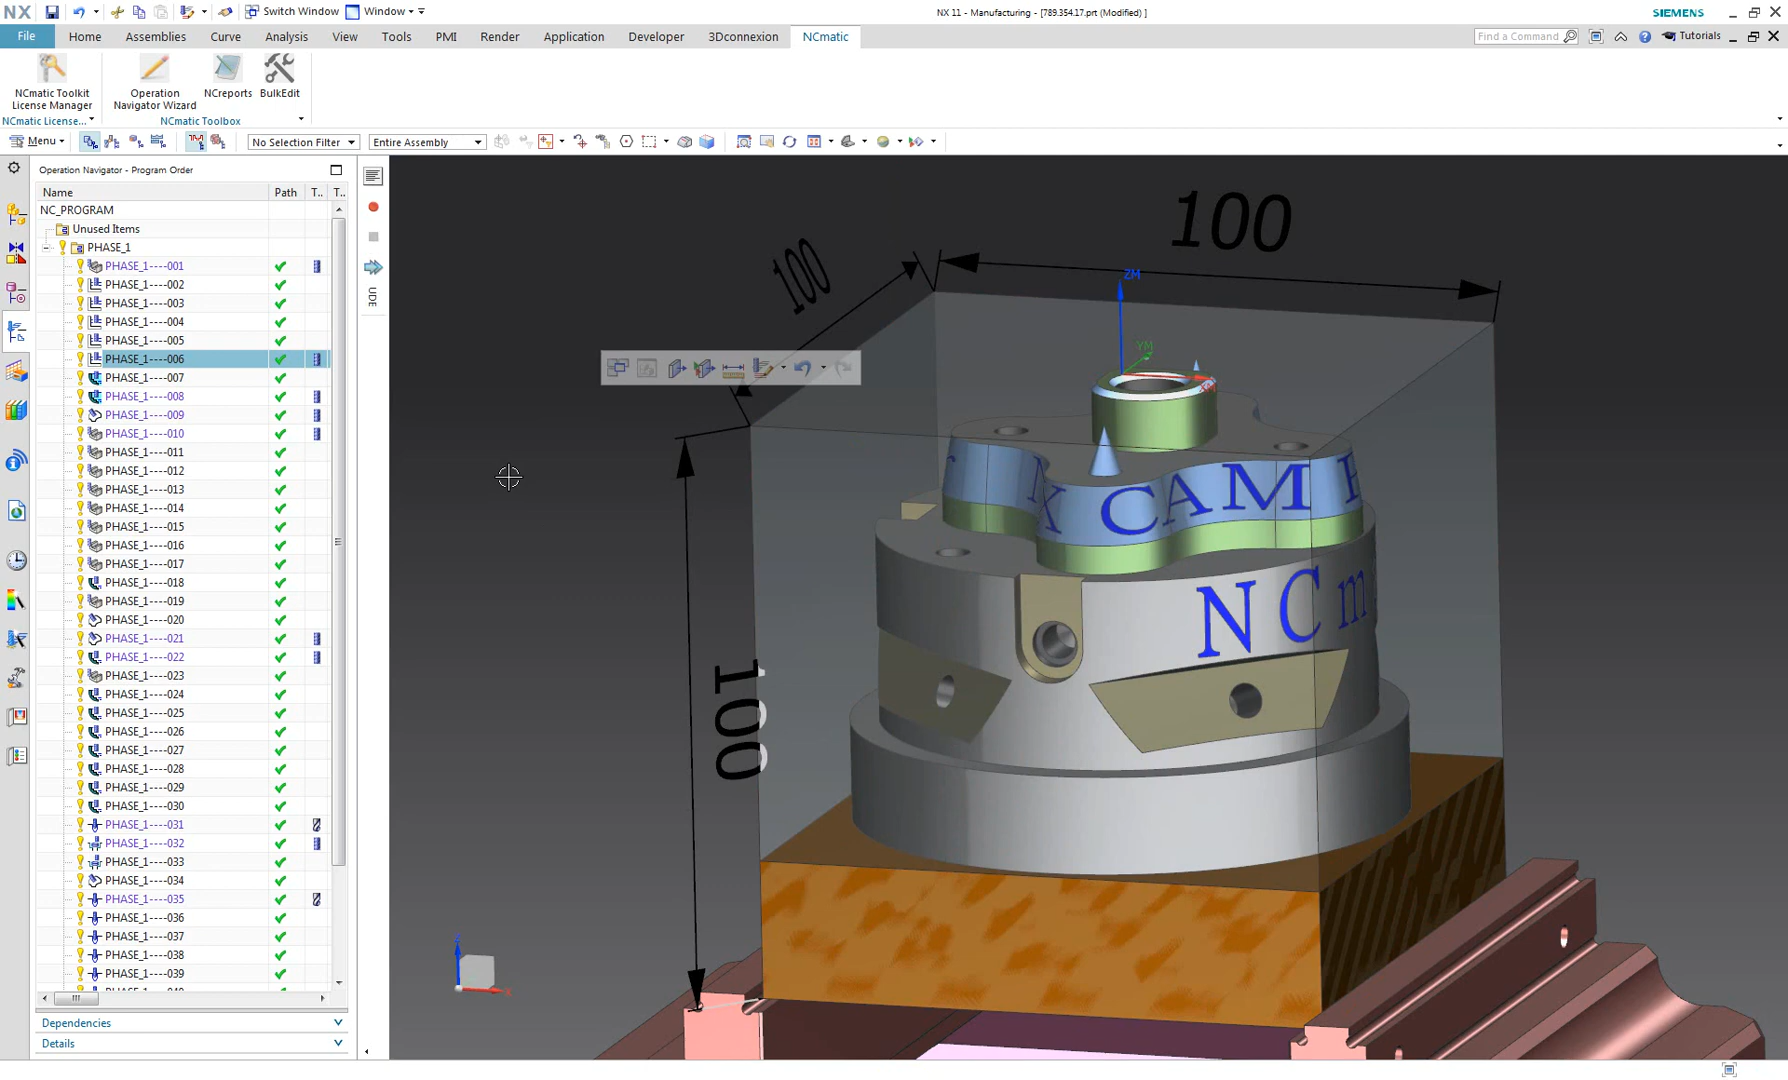 NX
Switch Window
Window
NX 11 - Manufacturing - [789.354.17.prt (Modified) ]
SIEMENS
File
Home
Assemblies
Curve
Analysis
View
Tools
PMI
Render
Application
Developer
3Dconnexion
NCmatic
Find a Command
Tutorials
NCmatic Toolkit
License Manager
Operation
Navigator Wizard
NCreports
BulkEdit
NCmatic License...
NCmatic Toolbox
Menu
No Selection Filter
Entire Assembly
Operation Navigator - Program Order
Name
Path
T..
T..
NC_PROGRAM
Unused Items
PHASE_1
PHASE_1----001
PHASE_1----002
PHASE_1----003
PHASE_1----004
PHASE_1----005
PHASE_1----006
PHASE_1----007
PHASE_1----008
PHASE_1----009
PHASE_1----010
PHASE_1----011
PHASE_1----012
PHASE_1----013
PHASE_1----014
PHASE_1----015
PHASE_1----016
PHASE_1----017
PHASE_1----018
PHASE_1----019
PHASE_1----020
PHASE_1----021
PHASE_1----022
PHASE_1----023
PHASE_1----024
PHASE_1----025
PHASE_1----026
PHASE_1----027
PHASE_1----028
PHASE_1----029
PHASE_1----030
PHASE_1----031
PHASE_1----032
PHASE_1----033
PHASE_1----034
PHASE_1----035
PHASE_1----036
PHASE_1----037
PHASE_1----038
PHASE_1----039
Dependencies
Details
UDE
100
100
100
ZM
YM
X CAM
NCm
Z
X